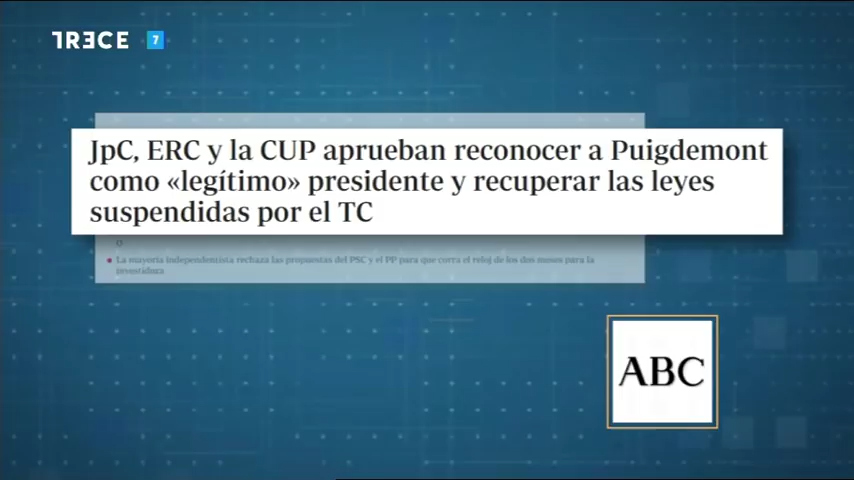 TRECE 7
JpC, ERC y la CUP aprueban reconocer a Puigdemont
como «legítimo» presidente y recuperar las leyes
suspendidas por el TC
La mayoría independentista rechaza las propuestas del PSC y el PP para que corra el reloj de los dos meses para la
investidura
ABC